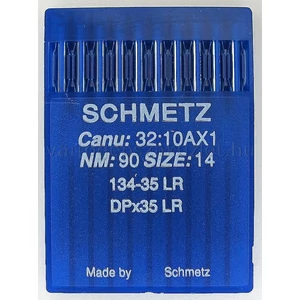 SCHMETZ
Canu: 32:10AX1
NM: 90 SIZE: 14
134-35 LR
DPx35 LR
Made by Schmetz